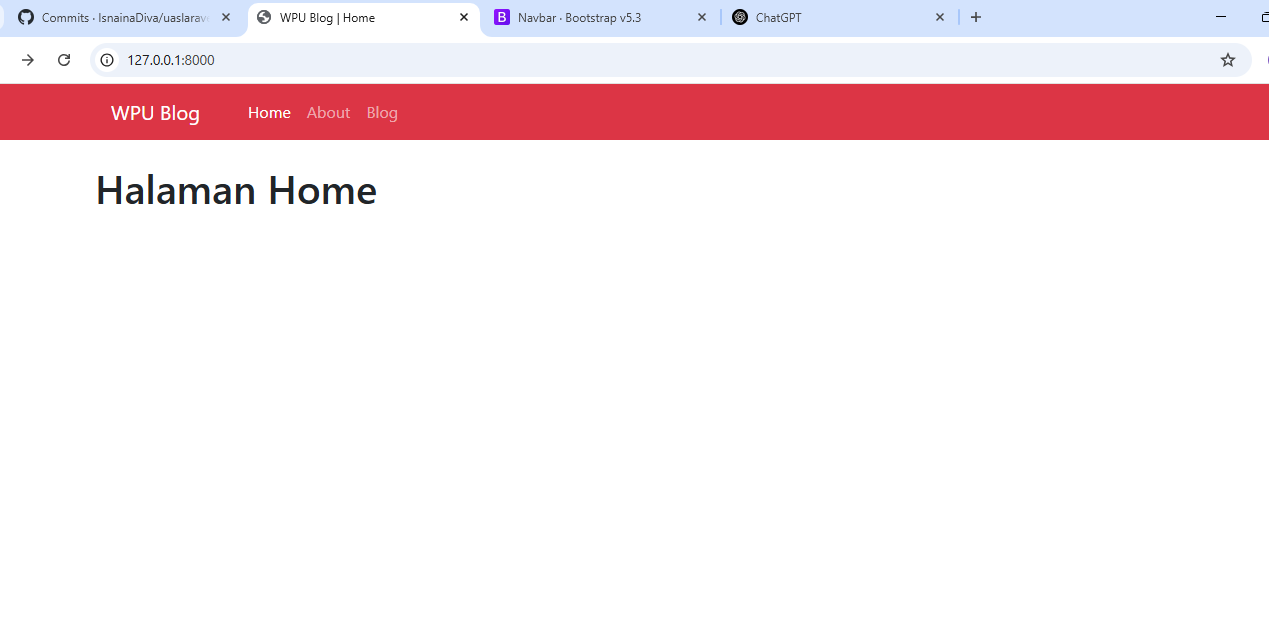 Commits · IsnainaDiva/uaslarave WPU Blog | Home Navbar · Bootstrap v5.3 ChatGPT
127.0.0.1:8000
WPU Blog Home About Blog
Halaman Home